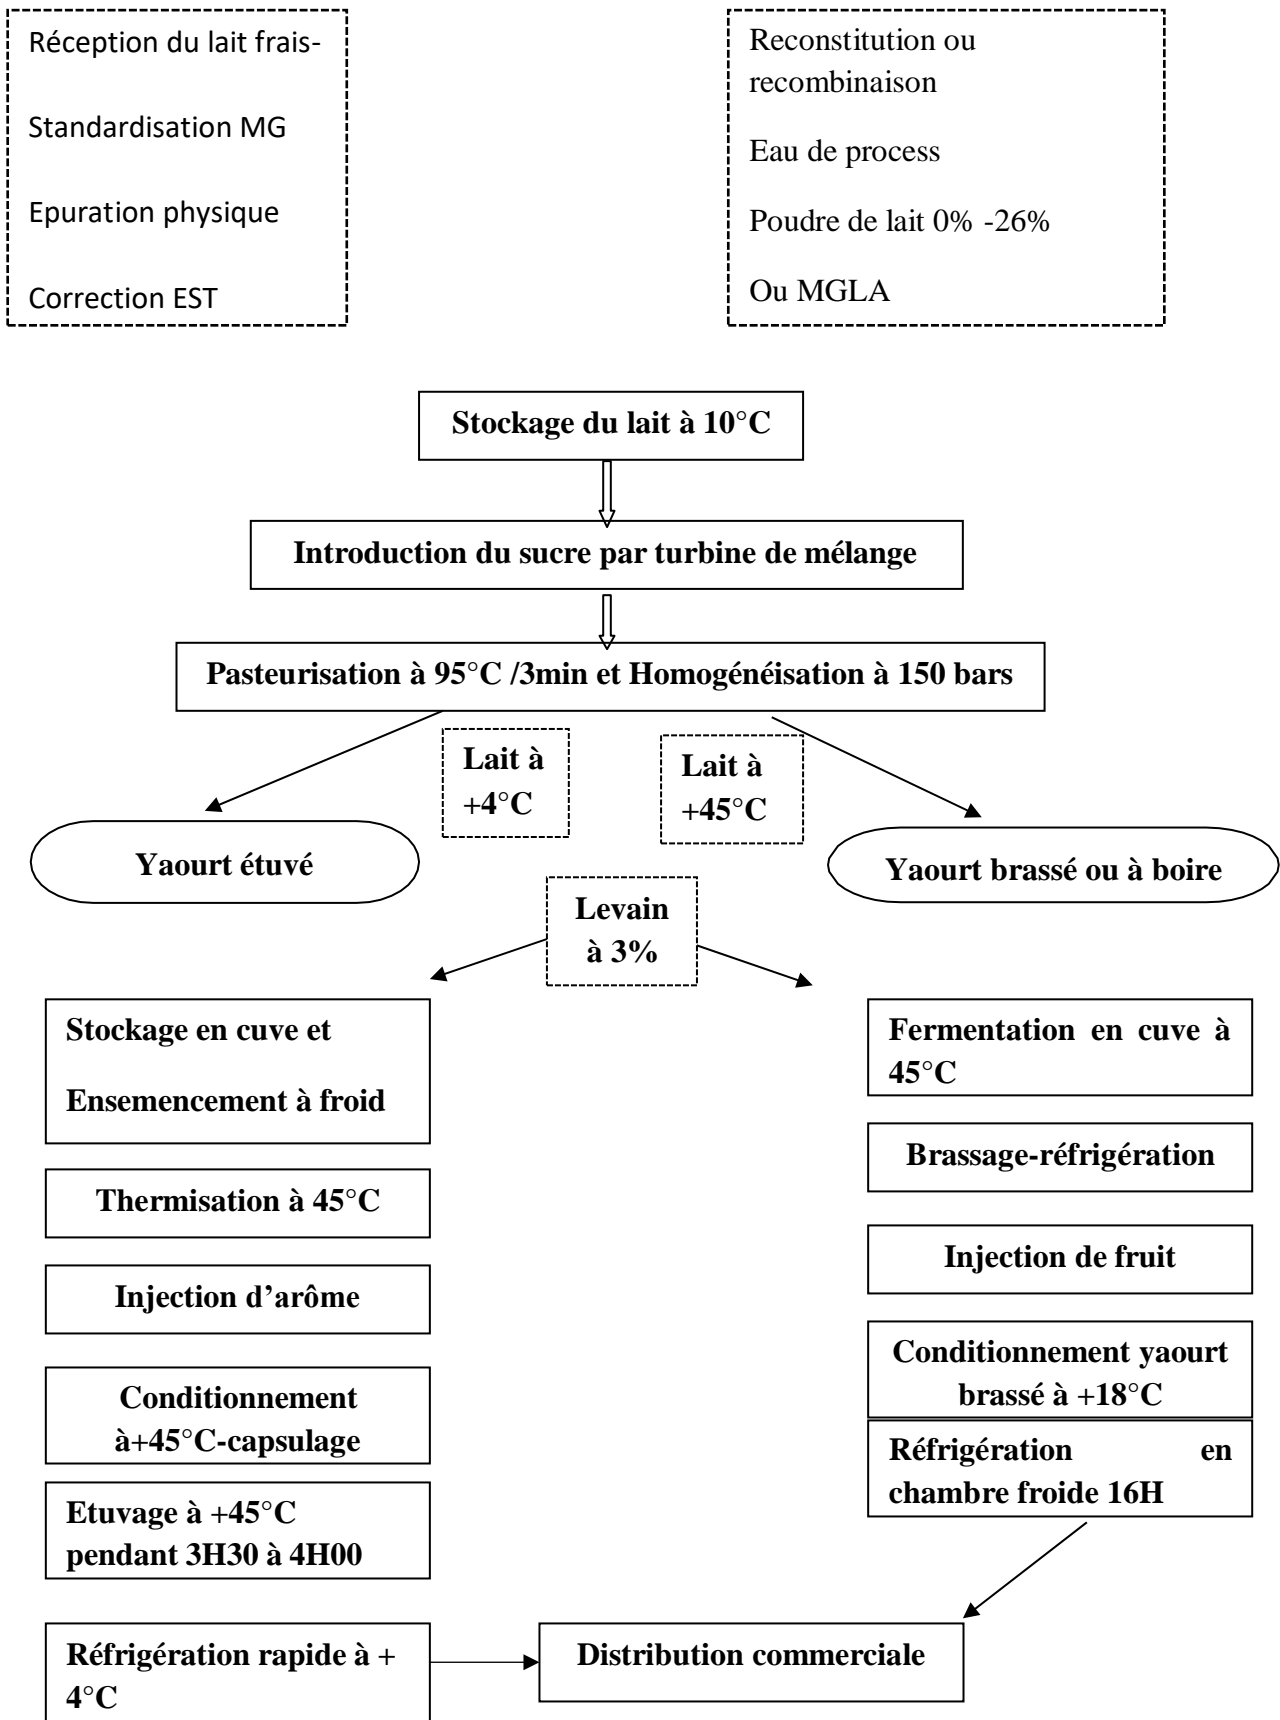 Réception du lait frais-
Standardisation MG
Epuration physique
Correction EST
Reconstitution ou
recombinaison
Eau de process
Poudre de lait 0% -26%
Ou MGLA
Stockage du lait à 10°C
Introduction du sucre par turbine de mélange
Pasteurisation à 95°C /3min et Homogénéisation à 150 bars
Lait à
+4°C
Lait à
+45°C
Yaourt étuvé
Yaourt brassé ou à boire
Levain
à 3%
Stockage en cuve et
Ensemencement à froid
Thermisation à 45°C
Injection d’arôme
Conditionnement
à+45°C-capsulage
Etuvage à +45°C
pendant 3H30 à 4H00
Réfrigération rapide à +
4°C
Fermentation en cuve à
45°C
Brassage-réfrigération
Injection de fruit
Conditionnement yaourt
brassé à +18°C
Réfrigération en
chambre froide 16H
Distribution commerciale